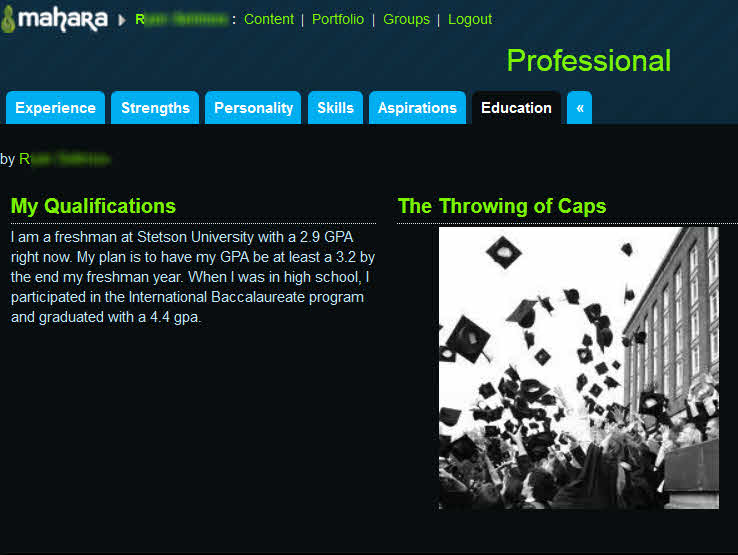 mahara
: Content | Portfolio | Groups | Logout
Professional
Experience Strengths Personality Skills Aspirations Education «
by
My Qualifications
I am a freshman at Stetson University with a 2.9 GPA
right now. My plan is to have my GPA be at least a 3.2 by
the end my freshman year. When I was in high school, I
participated in the International Baccalaureate program
and graduated with a 4.4 gpa.
The Throwing of Caps